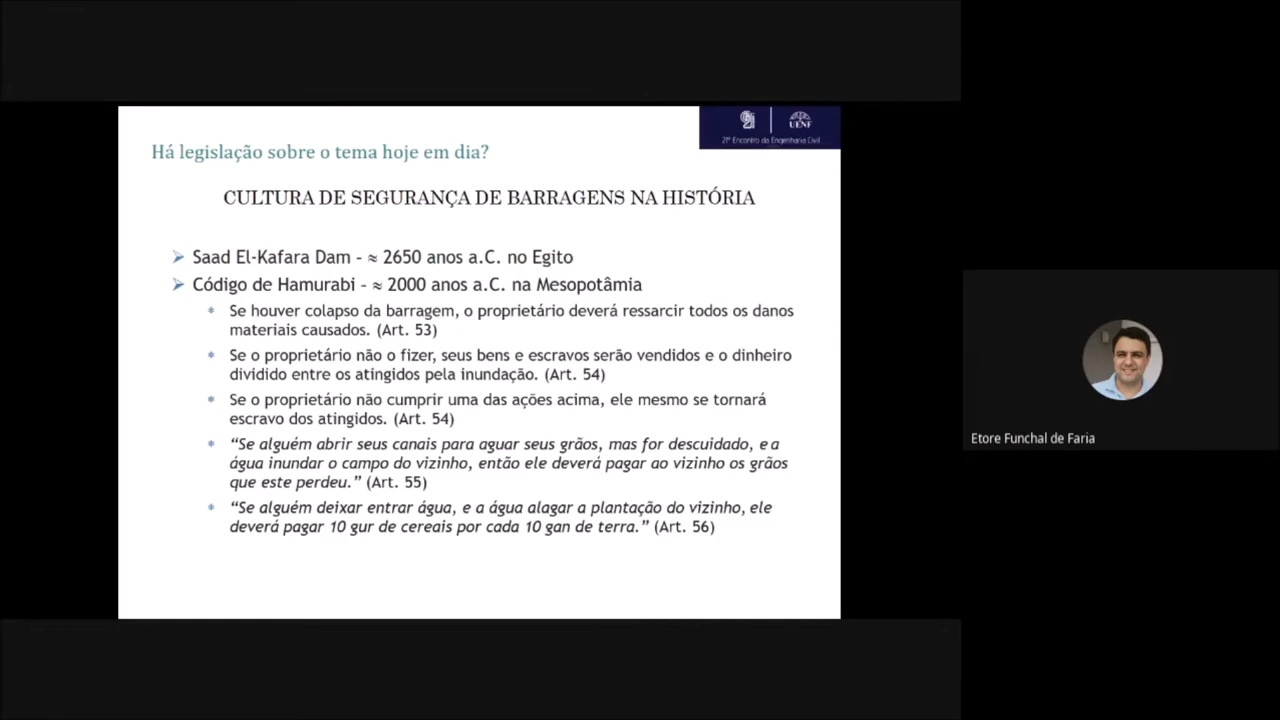 21º Encontro da Engenharia Civil
UENF
Há legislação sobre o tema hoje em dia?
CULTURA DE SEGURANÇA DE BARRAGENS NA HISTÓRIA
Saad El-Kafara Dam – ≈ 2650 anos a.C. no Egito
Código de Hamurabi – ≈ 2000 anos a.C. na Mesopotâmia
Se houver colapso da barragem, o proprietário deverá ressarcir todos os danos
materiais causados. (Art. 53)
Se o proprietário não o fizer, seus bens e escravos serão vendidos e o dinheiro
dividido entre os atingidos pela inundação. (Art. 54)
Se o proprietário não cumprir uma das ações acima, ele mesmo se tornará
escravo dos atingidos. (Art. 54)
“Se alguém abrir seus canais para aguar seus grãos, mas for descuidado, e a
água inundar o campo do vizinho, então ele deverá pagar ao vizinho os grãos
que este perdeu.” (Art. 55)
“Se alguém deixar entrar água, e a água alagar a plantação do vizinho, ele
deverá pagar 10 gur de cereais por cada 10 gan de terra.” (Art. 56)
Etore Funchal de Faria